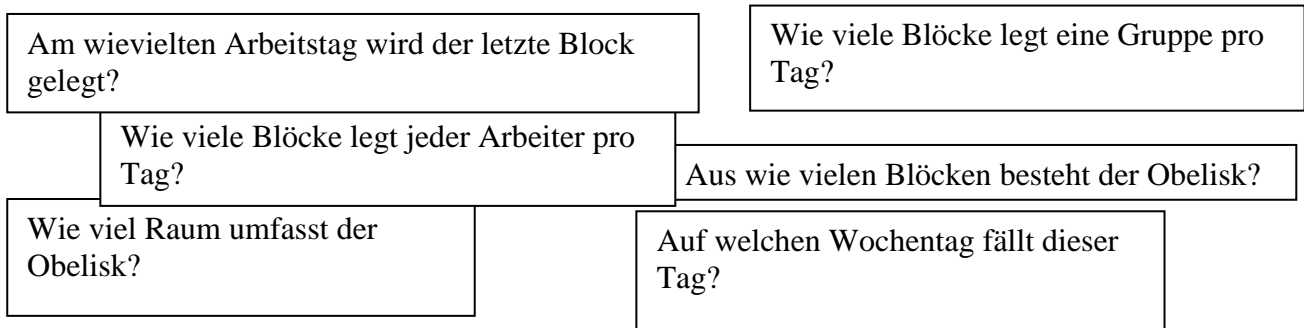 Am wievielten Arbeitstag wird der letzte Block
gelegt?
Wie viele Blöcke legt eine Gruppe pro
Tag?
Wie viele Blöcke legt jeder Arbeiter pro
Tag?
Aus wie vielen Blöcken besteht der Obelisk?
Wie viel Raum umfasst der
Obelisk?
Auf welchen Wochentag fällt dieser
Tag?